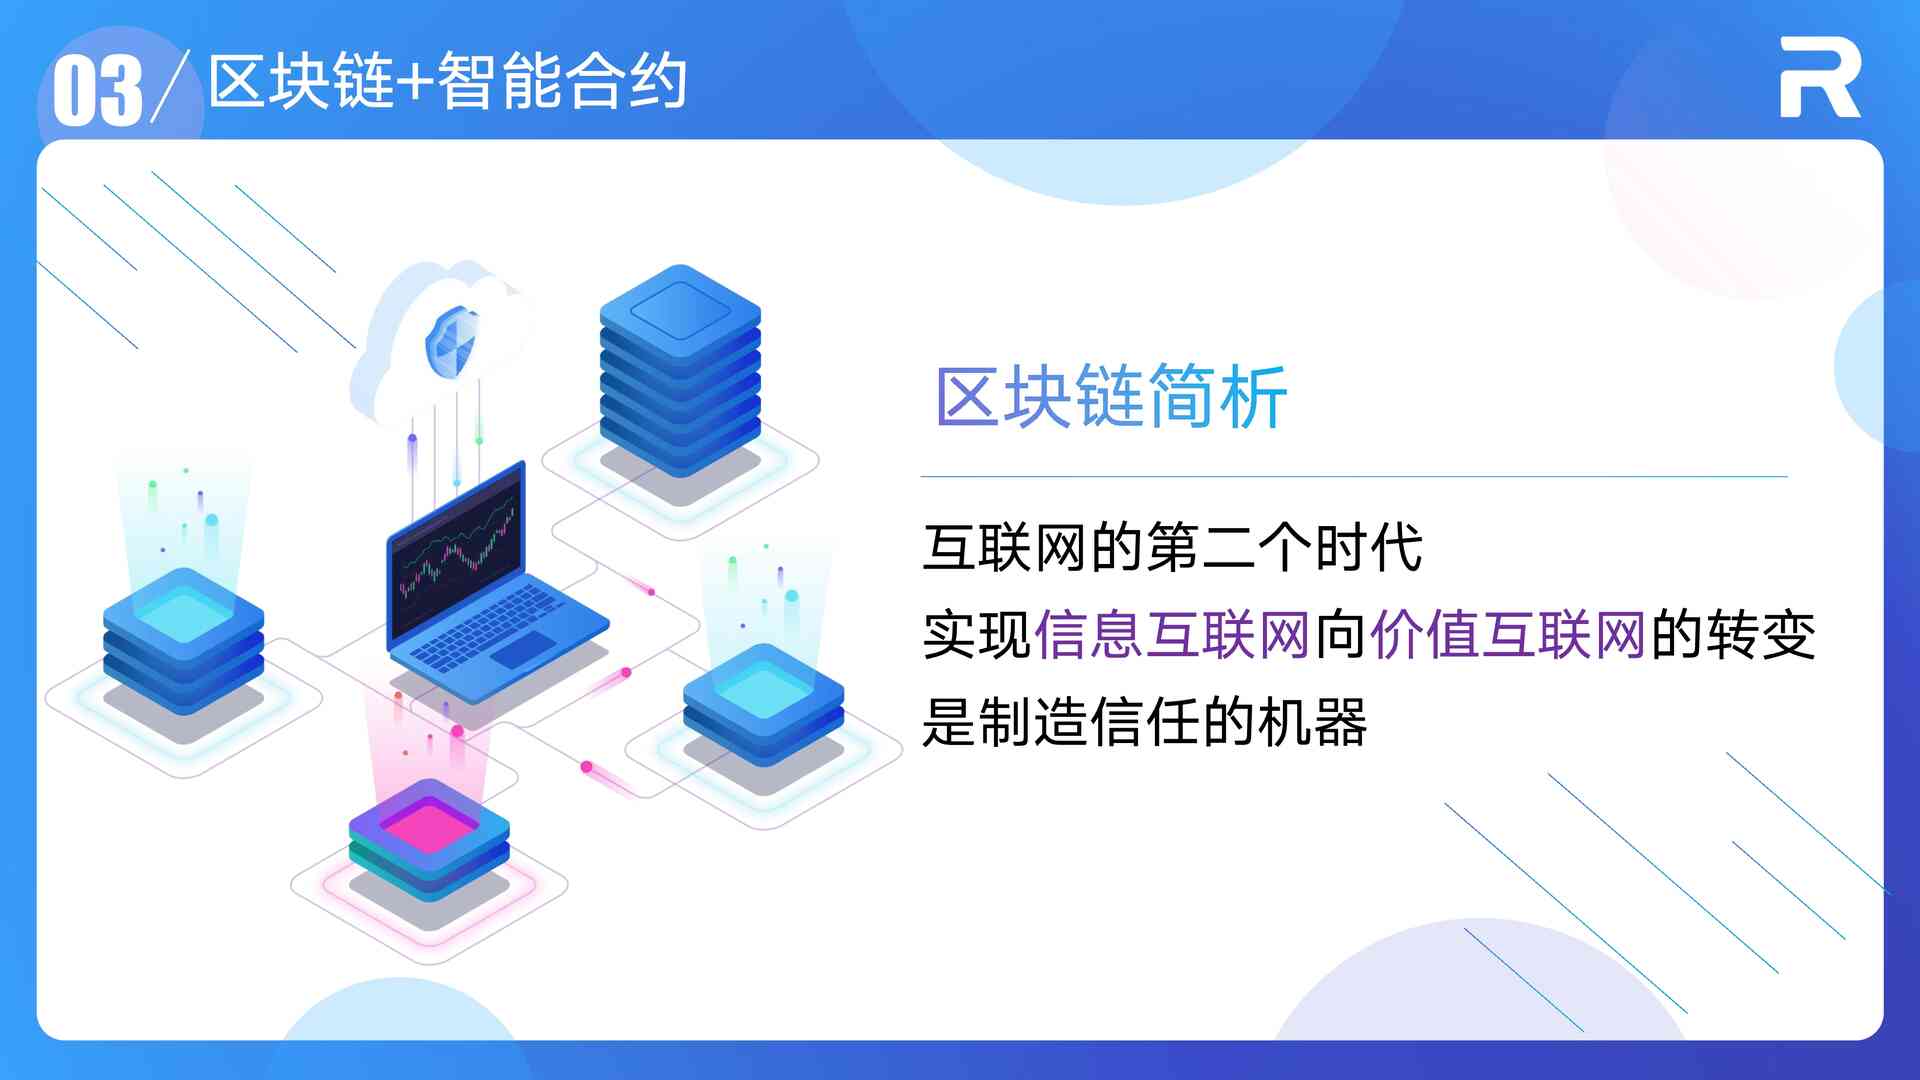 03/区块链+智能合约
R
区块链简析
互联网的第二个时代
实现信息互联网向价值互联网的转变
是制造信任的机器